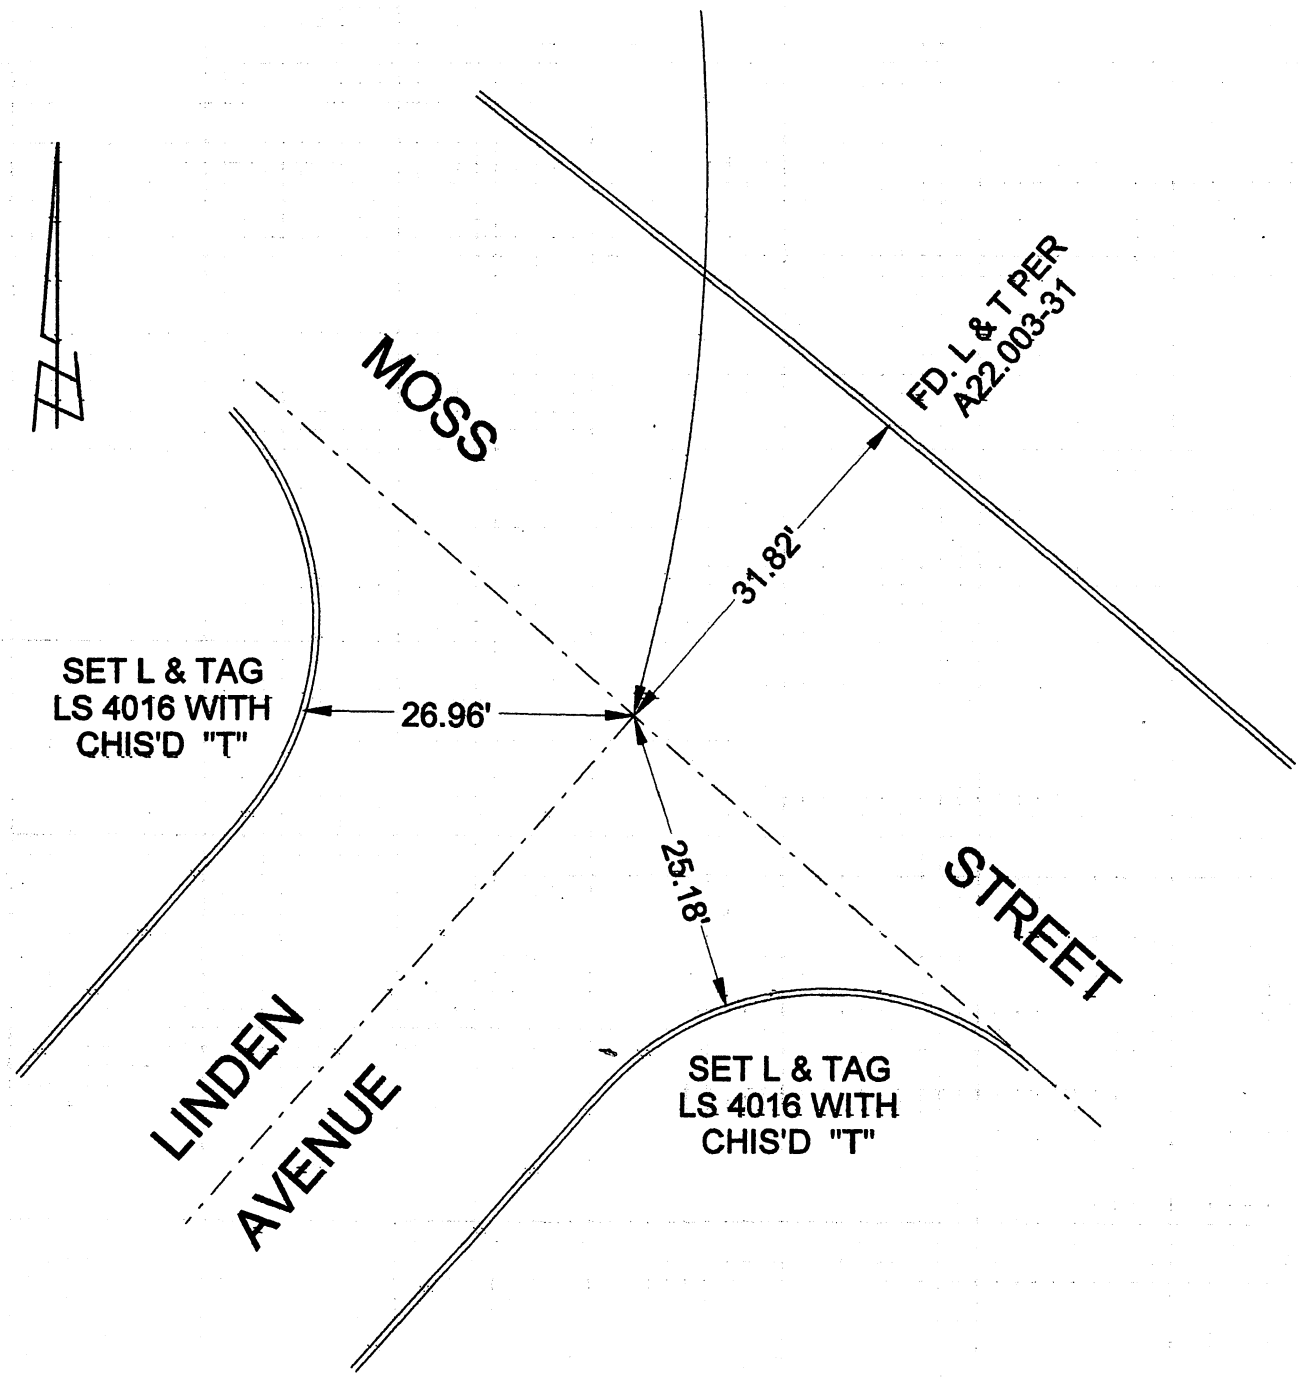 MOSS
FD. L & T PER
A22.003-31
31.82'
SET L & TAG
LS 4016 WITH
CHIS'D "T"
26.96'
25.18'
STREET
LINDEN
AVENUE
SET L & TAG
LS 4016 WITH
CHIS'D "T"